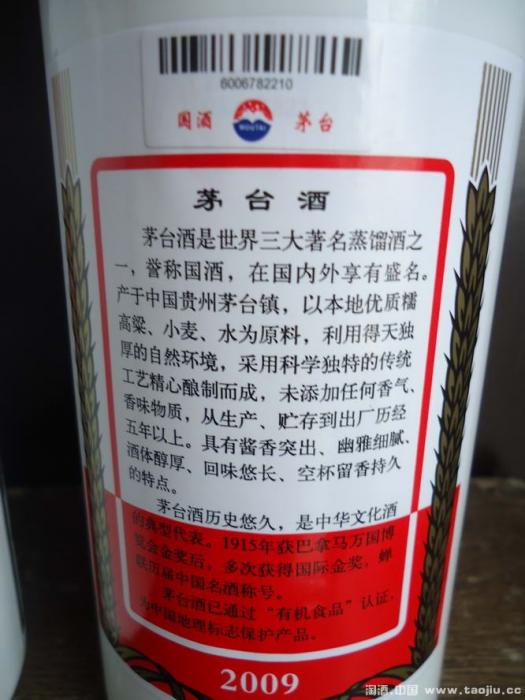 6006782210
国酒 MOUTAI 茅台
茅台酒
茅台酒是世界三大著名蒸馏酒之
一，誉称国酒，在国内外享有盛名。
产于中国贵州茅台镇，以本地优质糯
高粱、小麦、水为原料，利用得天独
厚的自然环境，采用科学独特的传统
工艺精心酿制而成，未添加任何香气、
香味物质，从生产、贮存到出厂历经
五年以上。具有酱香突出、幽雅细腻、
酒体醇厚、回味悠长、空杯留香持久
的特点。
茅台酒历史悠久，是中华文化酒
的典型代表。1915年获巴拿马万国博
览会金奖后，多次获得国际金奖，蝉
联历届中国名酒称号。
茅台酒已通过“有机食品”认证，
为中国地理标志保护产品。
2009
淘酒.中国 www.taojiu.cc